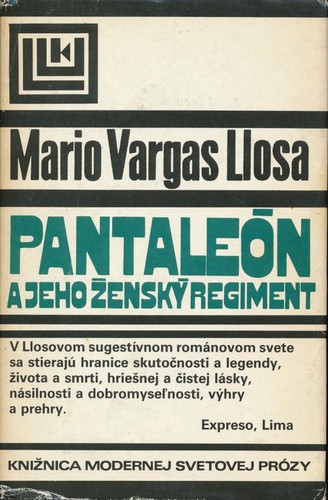 Mario Vargas Llosa
PANTALEÓN
A JEHO ŽENSKÝ REGIMENT
V Llosovom sugestívnom románovom svete
sa stierajú hranice skutočnosti a legendy,
života a smrti, hriešnej a čistej lásky,
násilnosti a dobromyseľnosti, výhry
a prehry.
Expreso, Lima
KNIŽNICA MODERNEJ SVETOVEJ PRÓZY